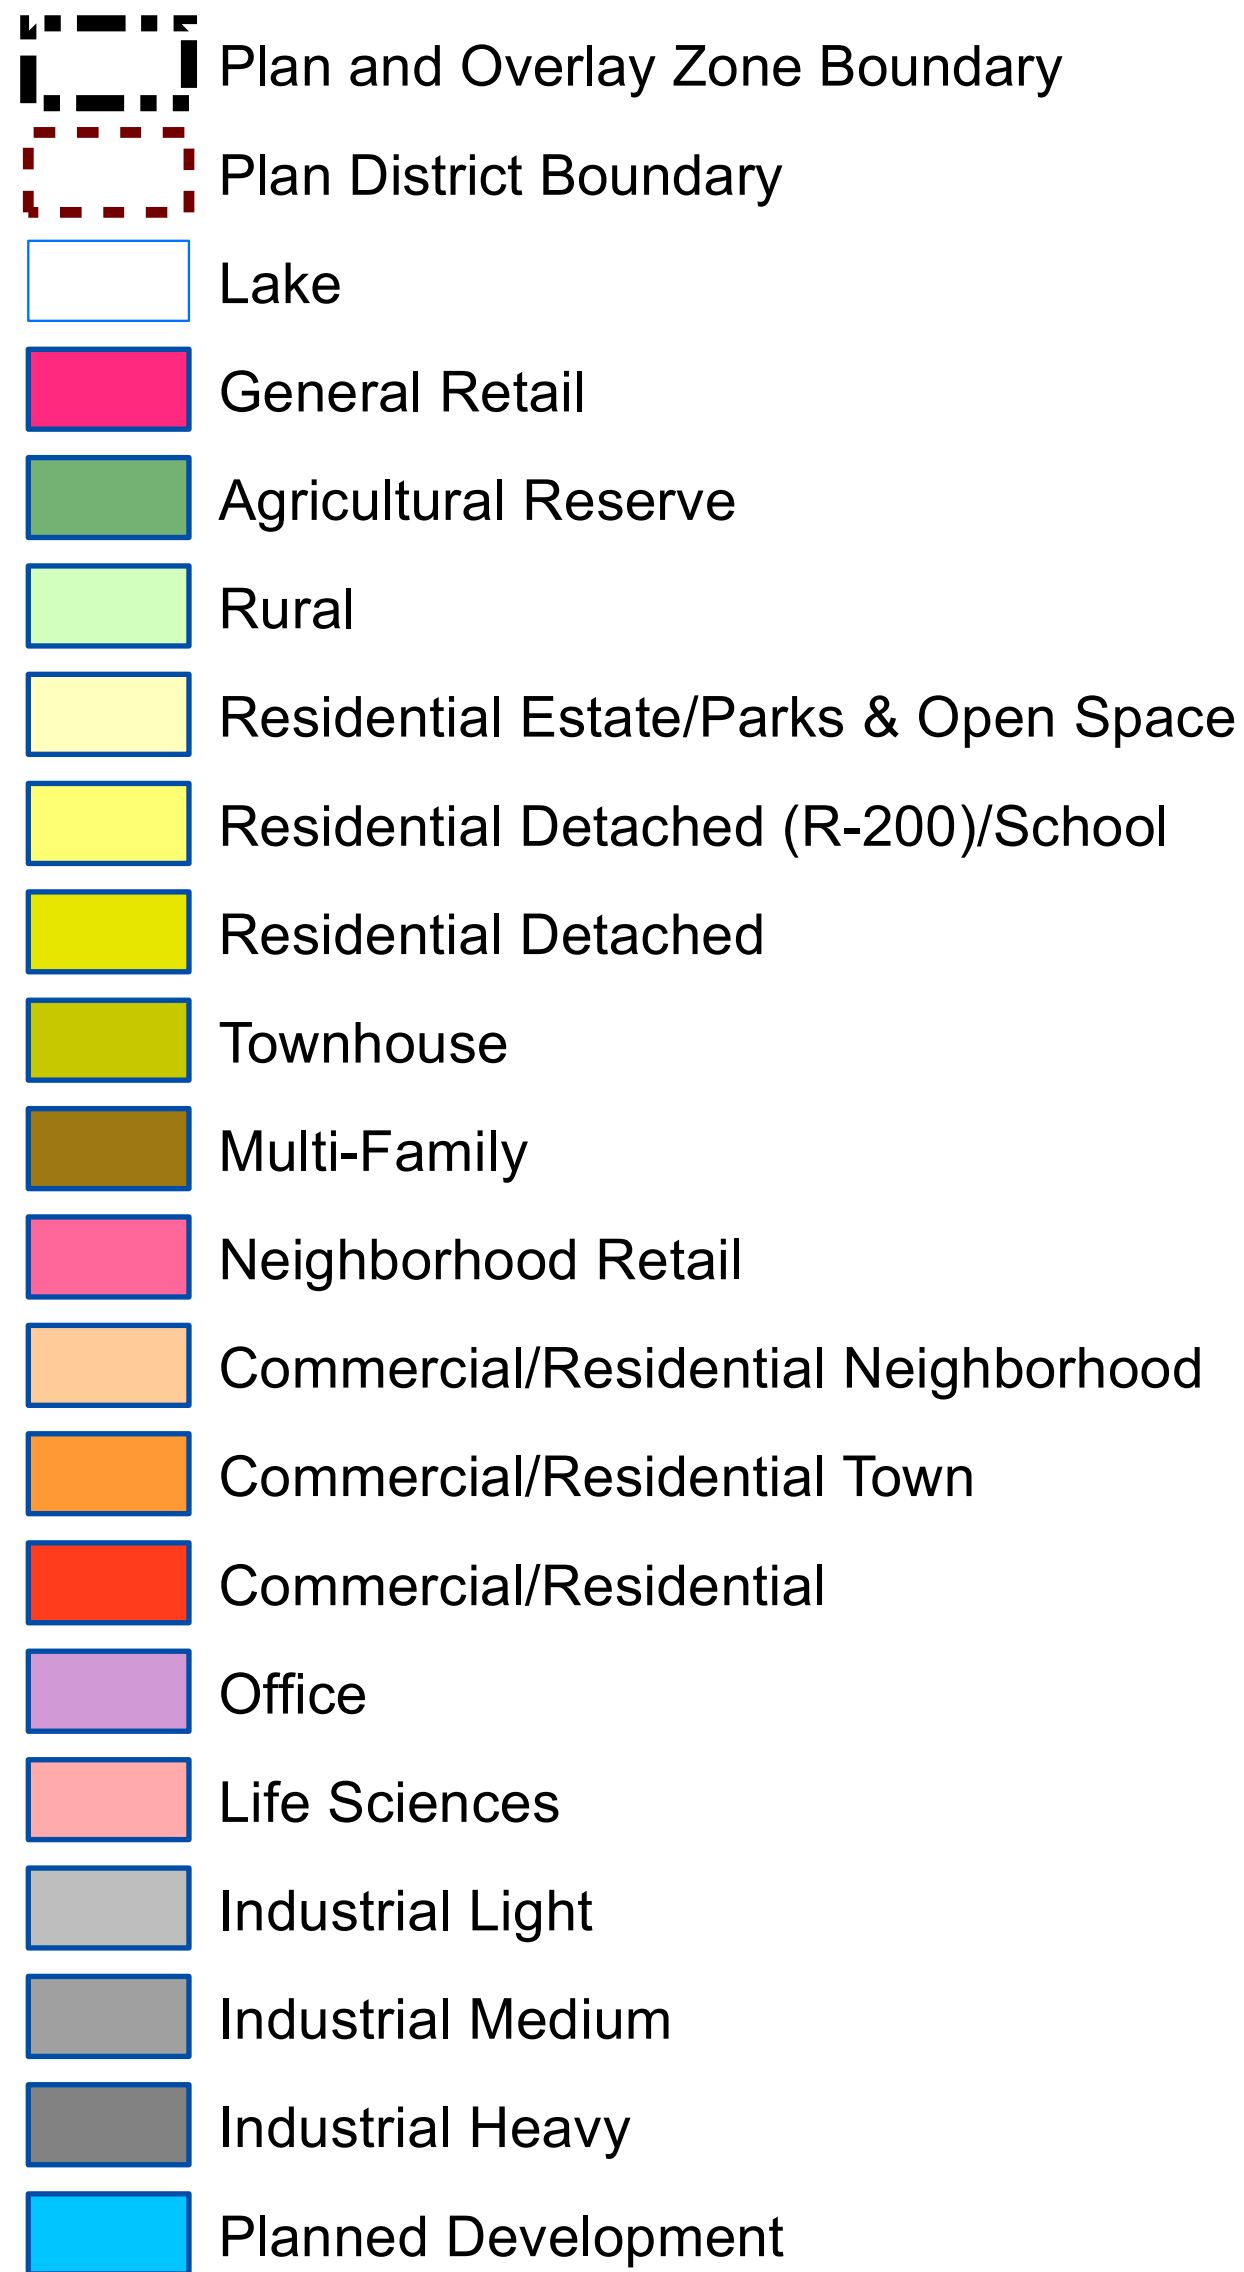 Plan and Overlay Zone Boundary
Plan District Boundary
Lake
General Retail
Agricultural Reserve
Rural
Residential Estate/Parks & Open Space
Residential Detached (R-200)/School
Residential Detached
Townhouse
Multi-Family
Neighborhood Retail
Commercial/Residential Neighborhood
Commercial/Residential Town
Commercial/Residential
Office
Life Sciences
Industrial Light
Industrial Medium
Industrial Heavy
Planned Development